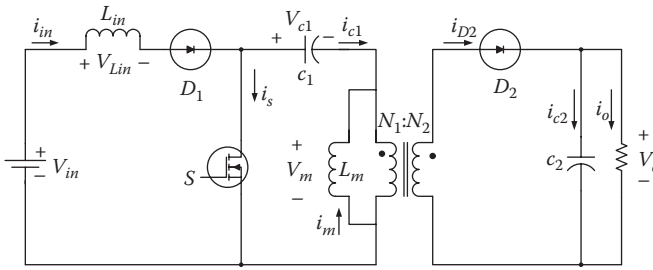 i_in
L_in
+ V_Lin −
D_1
+ V_c1 −
c_1
i_c1
i_s
i_D2
D_2
N_1:N_2
i_c2
i_o
+
V_in
−
S
+
V_m
−
L_m
i_m
c_2
+
−